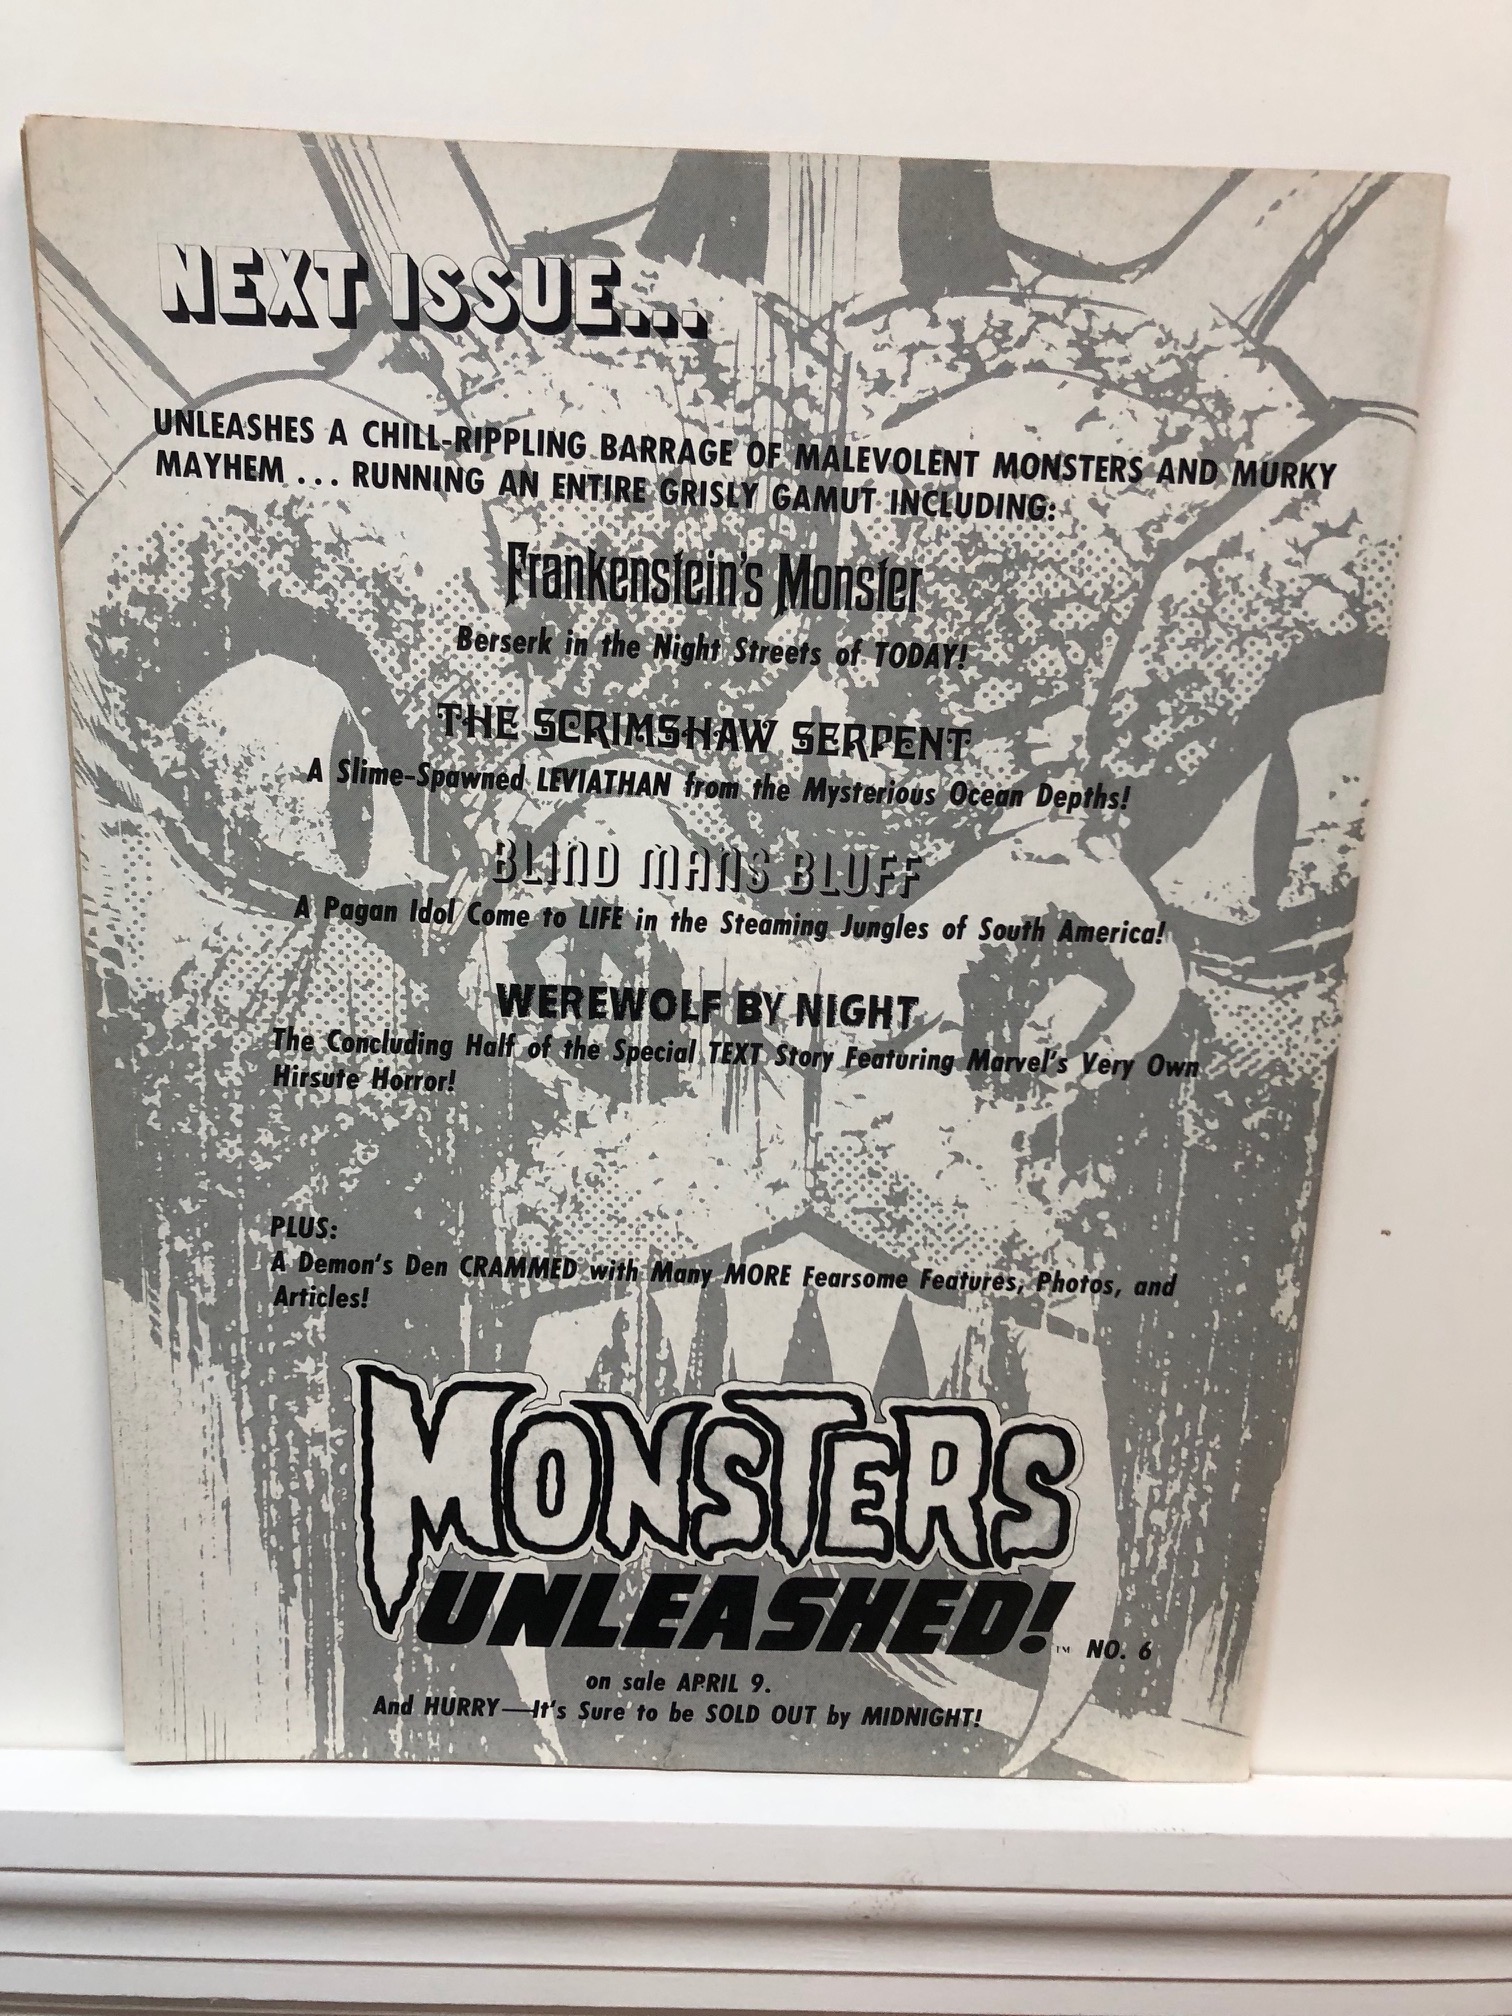 NEXT ISSUE...
UNLEASHES A CHILL-RIPPLING BARRAGE OF MALEVOLENT MONSTERS AND MURKY
MAYHEM ... RUNNING AN ENTIRE GRISLY GAMUT INCLUDING:
Frankenstein's Monster
Berserk in the Night Streets of TODAY!
THE SCRIMSHAW SERPENT
A Slime-Spawned LEVIATHAN from the Mysterious Ocean Depths!
BLIND MANS BLUFF
A Pagan Idol Come to LIFE in the Steaming Jungles of South America!
WEREWOLF BY NIGHT
The Concluding Half of the Special TEXT Story Featuring Marvel's Very Own
Hirsute Horror!
PLUS:
A Demon's Den CRAMMED with Many MORE Fearsome Features, Photos, and
Articles!
MONSTERS
UNLEASHED!™ NO. 6
on sale APRIL 9.
And HURRY—It's Sure to be SOLD OUT by MIDNIGHT!